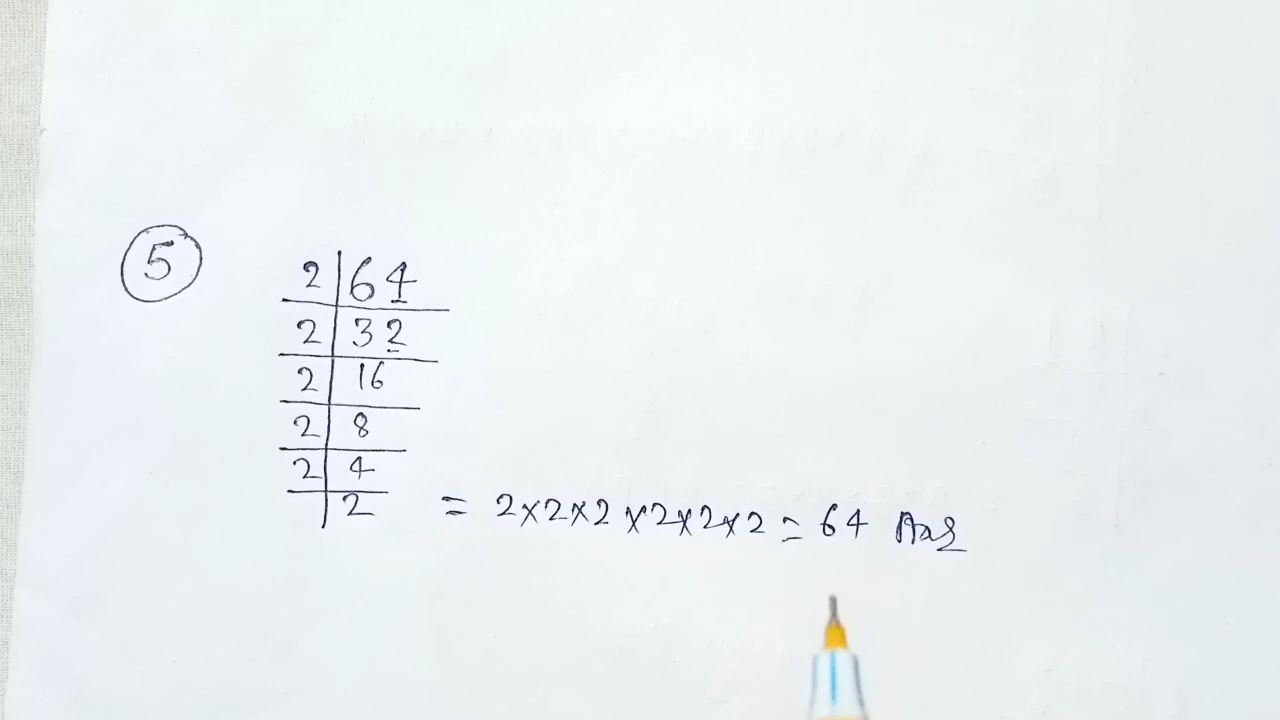 5
2 | 64
2 | 32
2 | 16
2 | 8
2 | 4
2 = 2×2×2×2×2×2 = 64 Ans